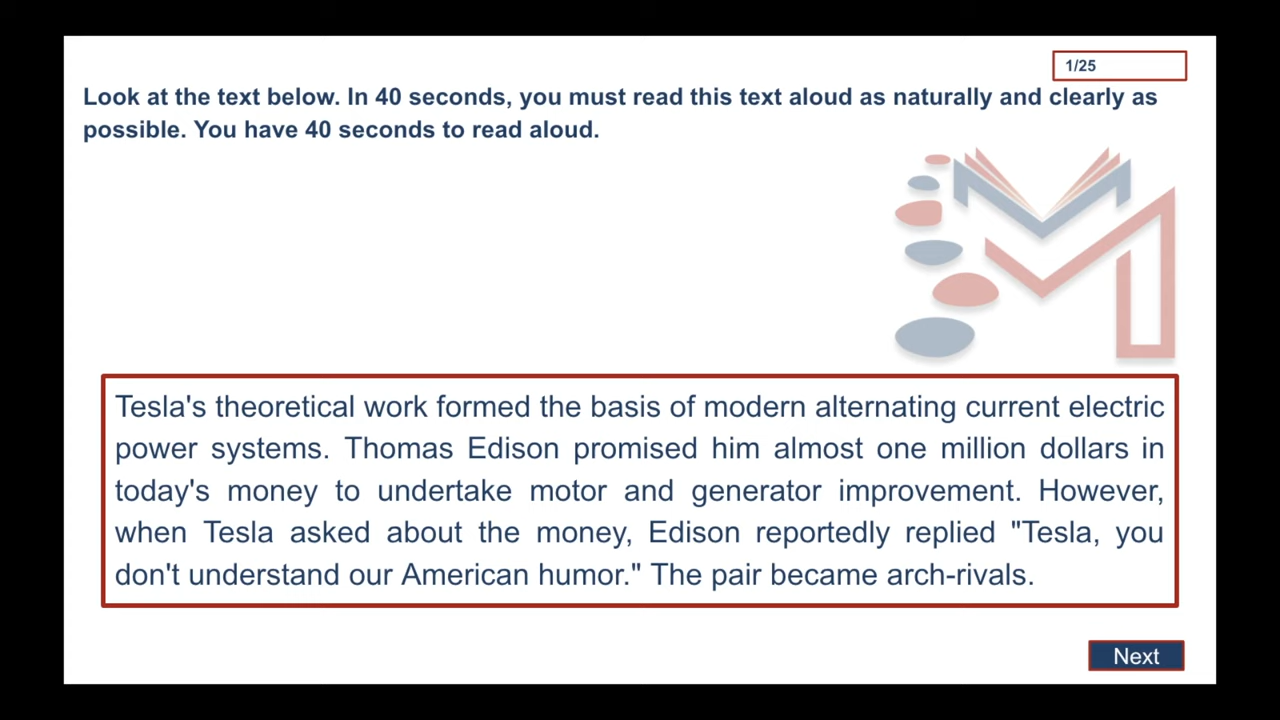 1/25
Look at the text below. In 40 seconds, you must read this text aloud as naturally and clearly as
possible. You have 40 seconds to read aloud.
Tesla's theoretical work formed the basis of modern alternating current electric
power systems. Thomas Edison promised him almost one million dollars in
today's money to undertake motor and generator improvement. However,
when Tesla asked about the money, Edison reportedly replied "Tesla, you
don't understand our American humor." The pair became arch-rivals.
Next